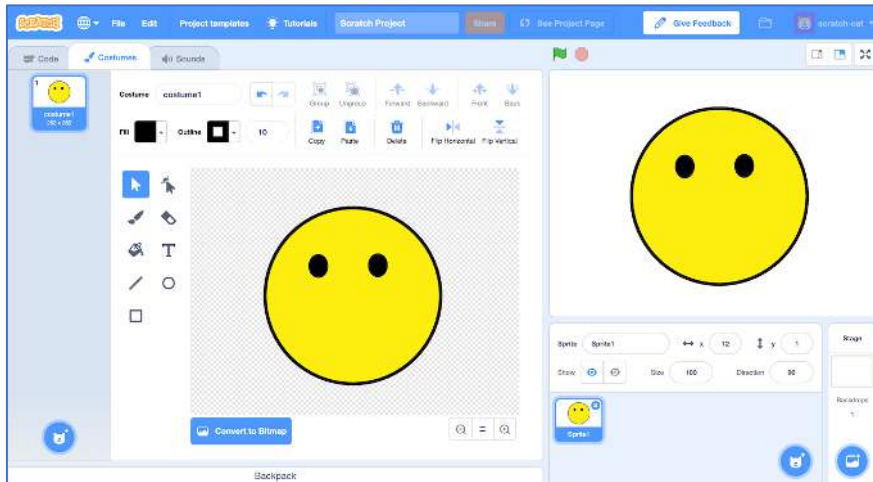 SCRATCH File Edit Project templates Tutorials Scratch Project Share See Project Page Give Feedback scratch-cat
Code Costumes Sounds
1
costume1
Costume costume1 Group Ungroup Forward Backward Front Back
Fill Outline 10 Copy Paste Delete Flip Horizontal Flip Vertical
T
Convert to Bitmap
Backpack
Sprite Sprite1 x 12 y 1
Show Size 100 Direction 90
Sprite1
Stage
Backdrops
1